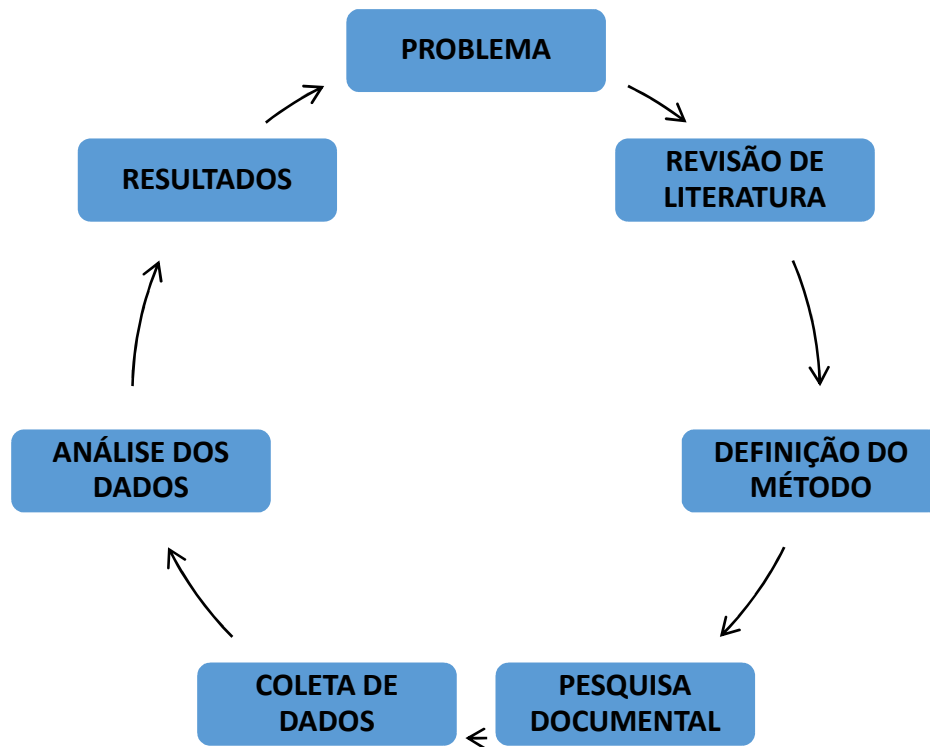 PROBLEMA
REVISÃO DE
LITERATURA
DEFINIÇÃO DO
MÉTODO
PESQUISA
DOCUMENTAL
COLETA DE
DADOS
ANÁLISE DOS
DADOS
RESULTADOS